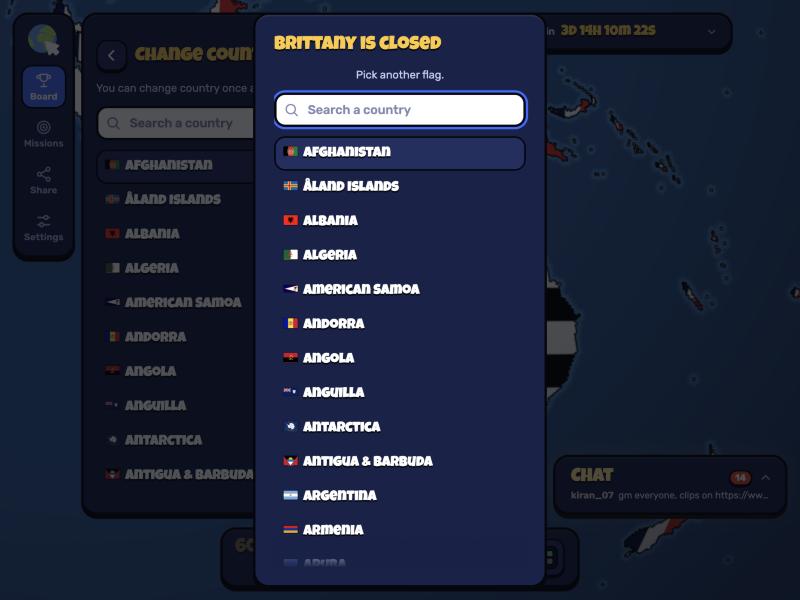 BRITTANY IS CLOSED
Pick another flag.
Search a country
AFGHANISTAN
ÅLAND ISLANDS
ALBANIA
ALGERIA
AMERICAN SAMOA
ANDORRA
ANGOLA
ANGUILLA
ANTARCTICA
ANTIGUA & BARBUDA
ARGENTINA
ARMENIA
ARUBA
Board
Missions
Share
Settings
CHANGE COUN
You can change country once a
Search a country
AFGHANISTAN
ÅLAND ISLANDS
ALBANIA
ALGERIA
AMERICAN SAMOA
ANDORRA
ANGOLA
ANGUILLA
ANTARCTICA
ANTIGUA & BARBUDA
in 3D 14H 10M 22S
CHAT 14
kiran_07 gm everyone, clips on https://ww...